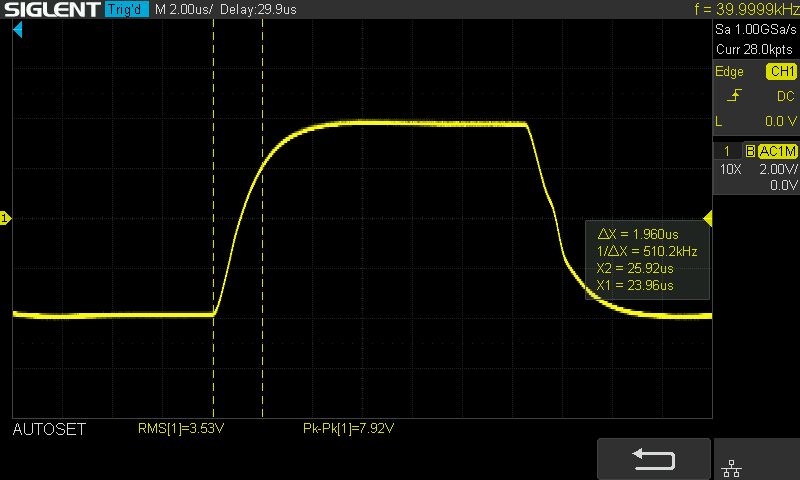 SIGLENT Trig'd M 2.00us/ Delay:29.9us f = 39.9999kHz
Sa 1.00GSa/s
Curr 28.0kpts
Edge CH1
DC
L 0.0 V
1 B AC1M
10X 2.00V/
0.0V
1
ΔX = 1.960us
1/ΔX = 510.2kHz
X2 = 25.92us
X1 = 23.96us
AUTOSET RMS[1]=3.53V Pk-Pk[1]=7.92V